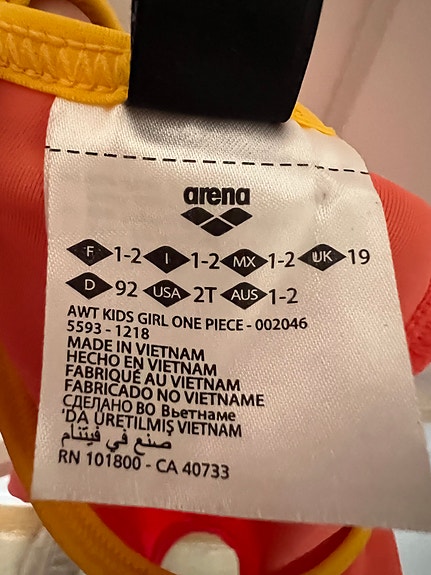 arena
F 1-2 I 1-2 MX 1-2 UK 19
D 92 USA 2T AUS 1-2
AWT KIDS GIRL ONE PIECE - 002046
5593 - 1218
MADE IN VIETNAM
HECHO EN VIETNAM
FABRIQUÉ AU VIETNAM
FABRICADO NO VIETNAME
СДЕЛАНО ВО Вьетнаме
'DA ÜRETILMIŞ VIETNAM
صنع في فيتنام
RN 101800 - CA 40733